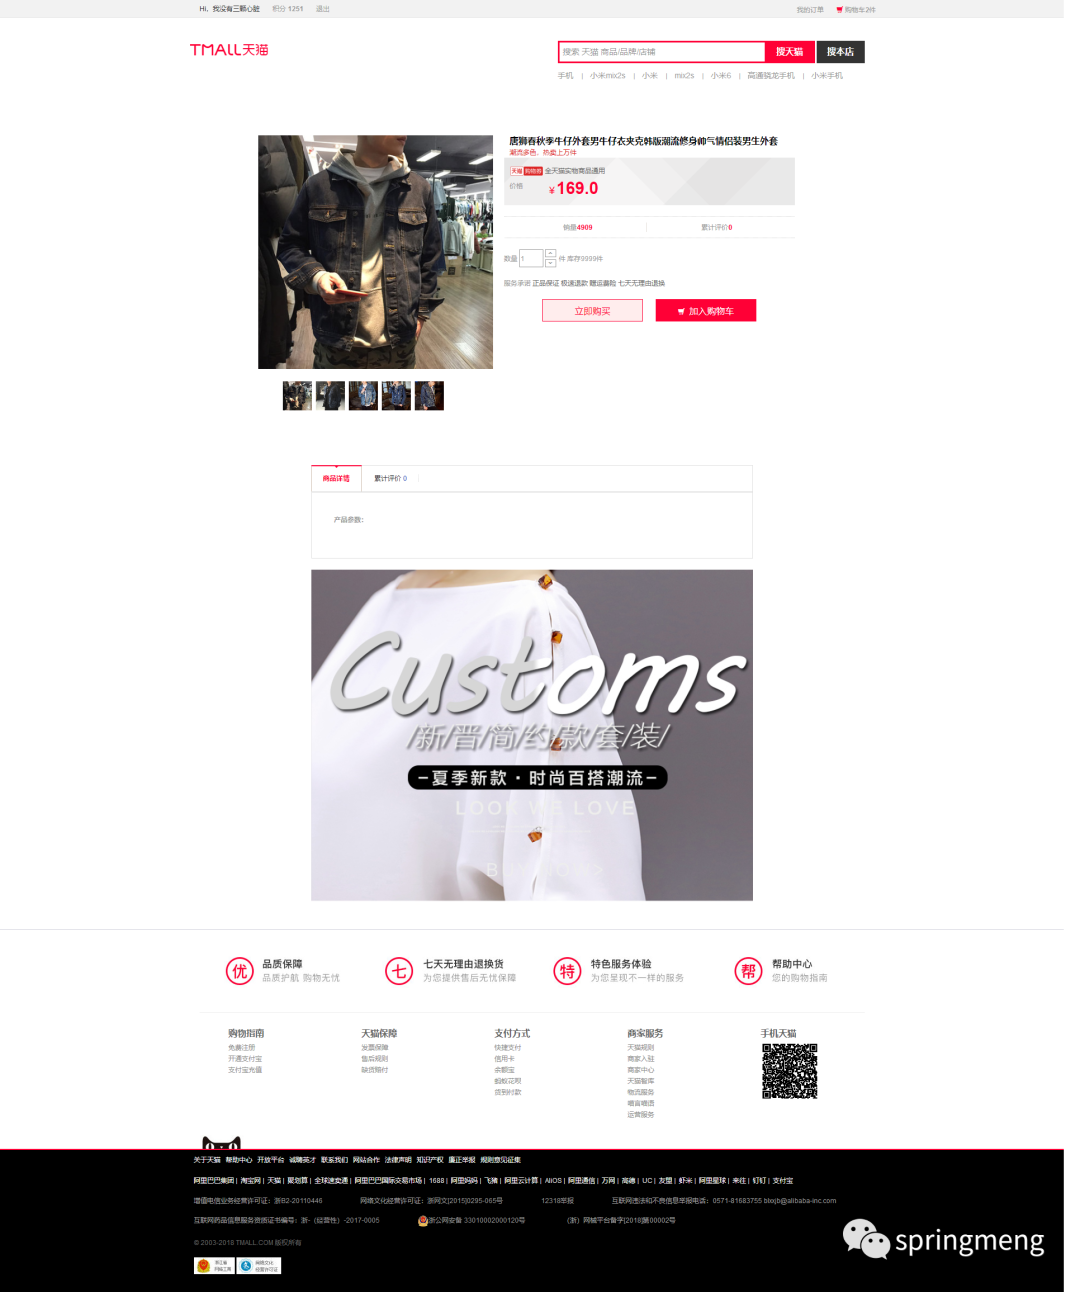 Hi, 我没有三颗心脏 积分 1251 退出 我的订单 购物车2件
TMALL天猫
搜索 天猫 商品/品牌/店铺 搜天猫 搜本店
手机 | 小米mix2s | 小米 | mix2s | 小米6 | 高通骁龙手机 | 小米手机
唐狮春秋季牛仔外套男牛仔衣夹克韩版潮流修身帅气情侣装男生外套
潮流多色，热卖上万件
天猫 购物券 全天猫实物商品通用
价格 ¥ 169.0
销量4909 累计评价0
数量 1 件 库存9999件
服务承诺 正品保证 极速退款 赠运费险 七天无理由退换
立即购买 加入购物车
商品详情 累计评价 0
产品参数：
Customs
/新/晋/简/约/款/套/装/
–夏季新款·时尚百搭潮流–
LOOK WE LOVE
优 品质保障
品质护航 购物无忧
七 七天无理由退换货
为您提供售后无忧保障
特 特色服务体验
为您呈现不一样的服务
帮 帮助中心
您的购物指南
购物指南
免费注册
开通支付宝
支付宝充值
天猫保障
发票保障
售后规则
缺货赔付
支付方式
快捷支付
信用卡
余额宝
蚂蚁花呗
货到付款
商家服务
天猫规则
商家入驻
商家中心
天猫智库
物流服务
喵言喵语
运营服务
手机天猫
关于天猫 帮助中心 开放平台 诚聘英才 联系我们 网站合作 法律声明 知识产权 廉正举报 规则意见征集
阿里巴巴集团 | 淘宝网 | 天猫 | 聚划算 | 全球速卖通 | 阿里巴巴国际交易市场 | 1688 | 阿里妈妈 | 飞猪 | 阿里云计算 | AliOS | 阿里通信 | 万网 | 高德 | UC | 友盟 | 虾米 | 阿里星球 | 来往 | 钉钉 | 支付宝
增值电信业务经营许可证：浙B2-20110446 网络文化经营许可证：浙网文[2015]0295-065号 12318举报 互联网违法和不良信息举报电话：0571-81683755 blxxjb@alibaba-inc.com
互联网药品信息服务资质证书编号：浙-（经营性）-2017-0005 浙公网安备 33010002000120号 （浙）网械平台备字[2018]第00002号
© 2003-2018 TMALL.COM 版权所有
网络文化
经营许可证
springmeng